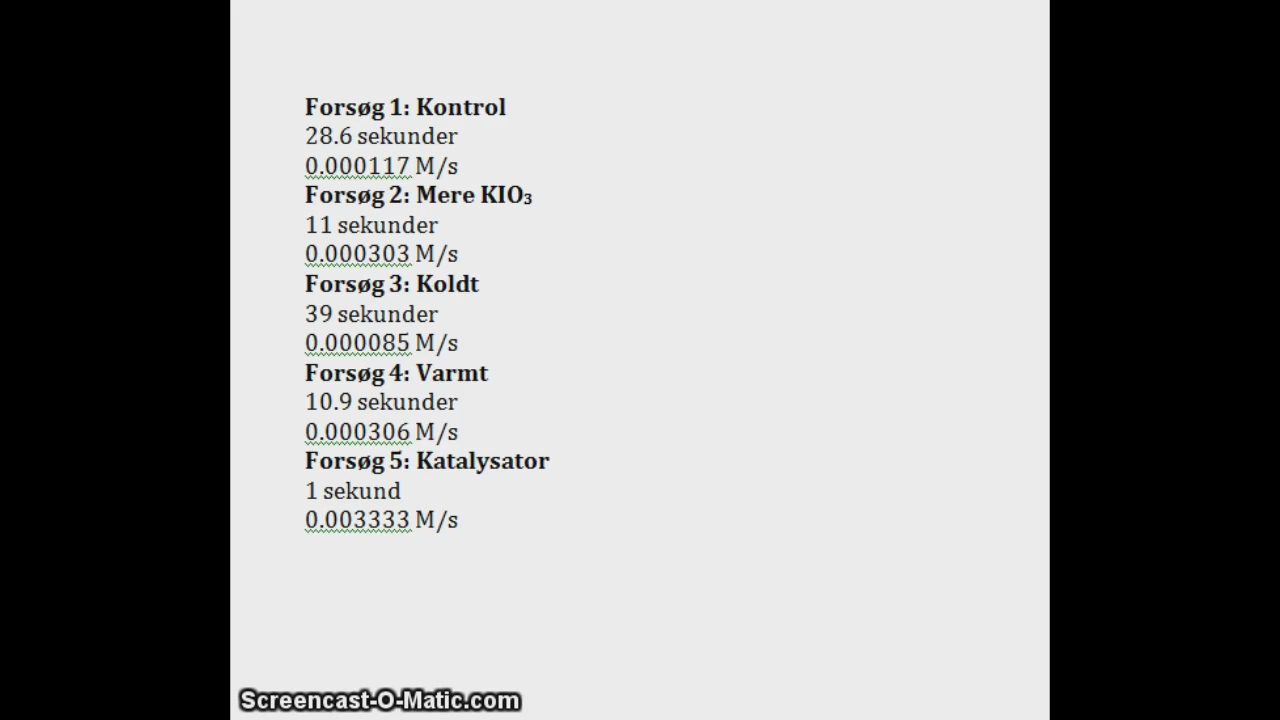 Forsøg 1: Kontrol
28.6 sekunder
0.000117 M/s
Forsøg 2: Mere KIO₃
11 sekunder
0.000303 M/s
Forsøg 3: Koldt
39 sekunder
0.000085 M/s
Forsøg 4: Varmt
10.9 sekunder
0.000306 M/s
Forsøg 5: Katalysator
1 sekund
0.003333 M/s
Screencast-O-Matic.com